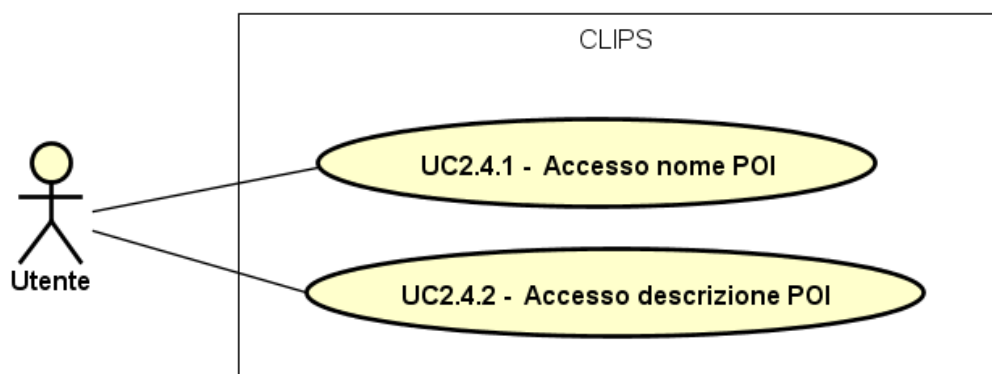 CLIPS
UC2.4.1 -  Accesso nome POI
Utente
UC2.4.2 -  Accesso descrizione POI